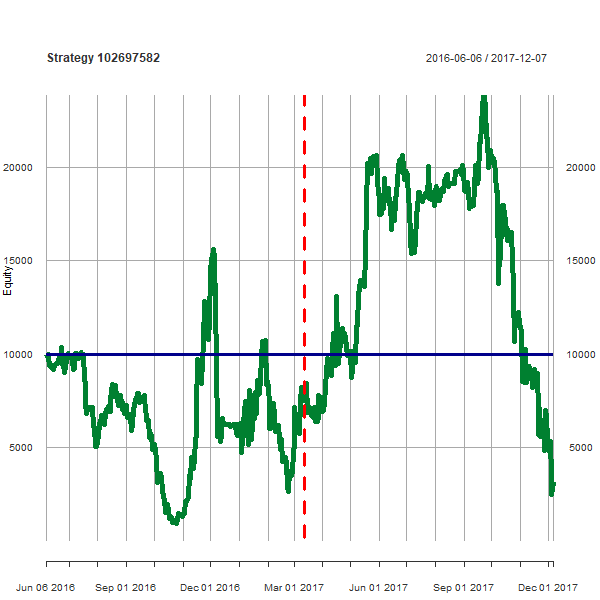 Strategy 102697582
2016-06-06 / 2017-12-07
20000
20000
15000
15000
Equity
10000
10000
5000
5000
Jun 06 2016
Sep 01 2016
Dec 01 2016
Mar 01 2017
Jun 01 2017
Sep 01 2017
Dec 01 2017